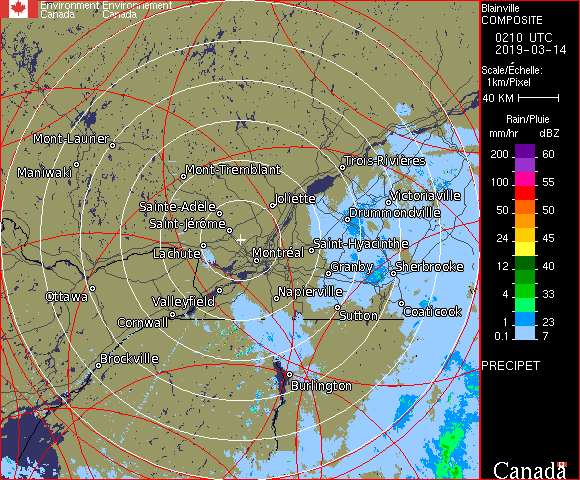 Environment Environnement
Canada Canada
Blainville
COMPOSITE
0210 UTC
2019-03-14
Scale/Échelle:
1km/Pixel
40 KM
Rain/Pluie
mm/hr dBZ
200 60
100 55
50 50
24 45
12 40
4 33
1 23
0.1 7
PRECIPET
Canada
Mont-Laurier
Maniwaki
Mont-Tremblant
Trois-Rivières
Joliette
Victoriaville
Sainte-Adèle
Drummondville
Saint-Jérôme
Saint-Hyacinthe
Lachute
Montréal
Granby
Sherbrooke
Ottawa
Valleyfield
Napierville
Coaticook
Cornwall
Sutton
Brockville
Burlington